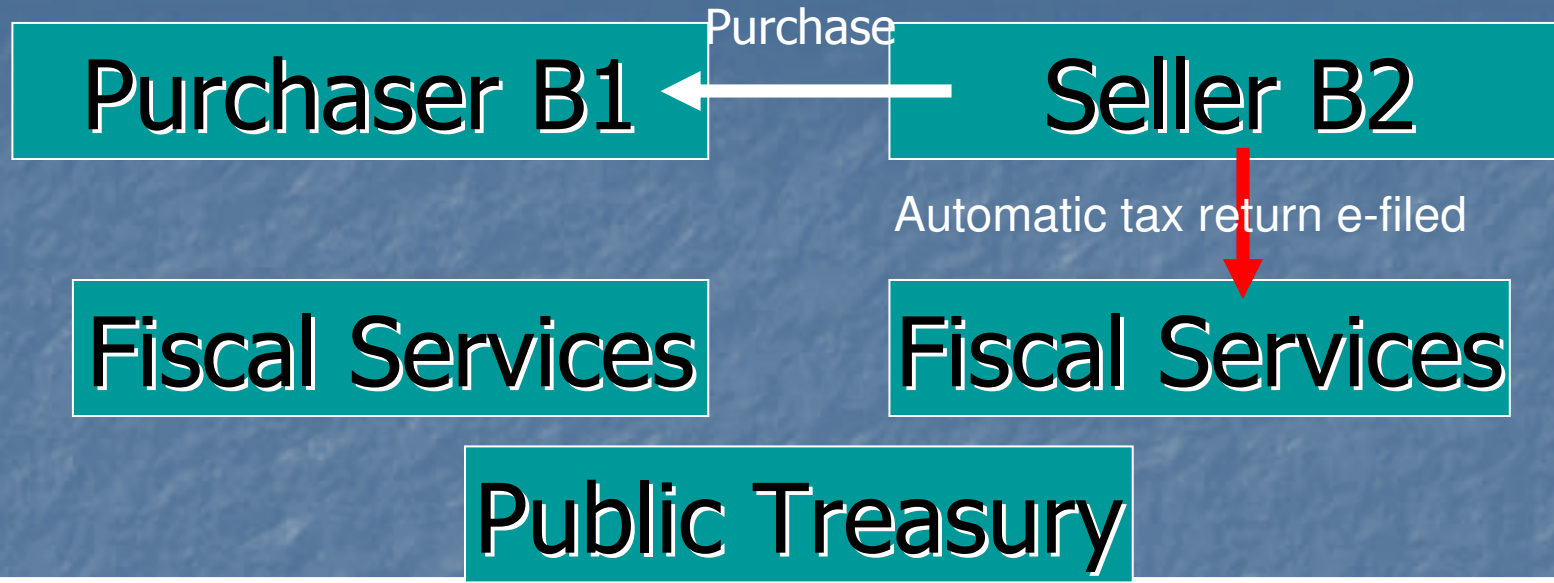 Purchase
Purchaser B1
Seller B2
Automatic tax return e-filed
Fiscal Services
Fiscal Services
Public Treasury